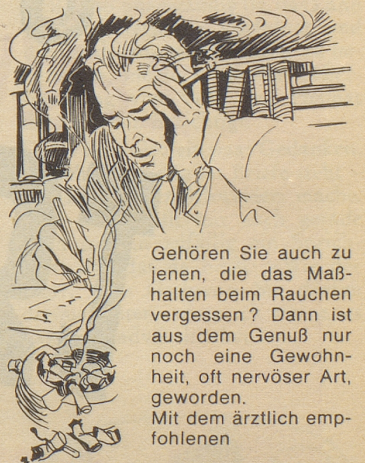 Gehören Sie auch zu
jenen, die das Maß-
halten beim Rauchen
vergessen? Dann ist
aus dem Genuß nur
noch eine Gewohn-
heit, oft nervöser Art,
geworden.
Mit dem ärztlich emp-
fohlenen